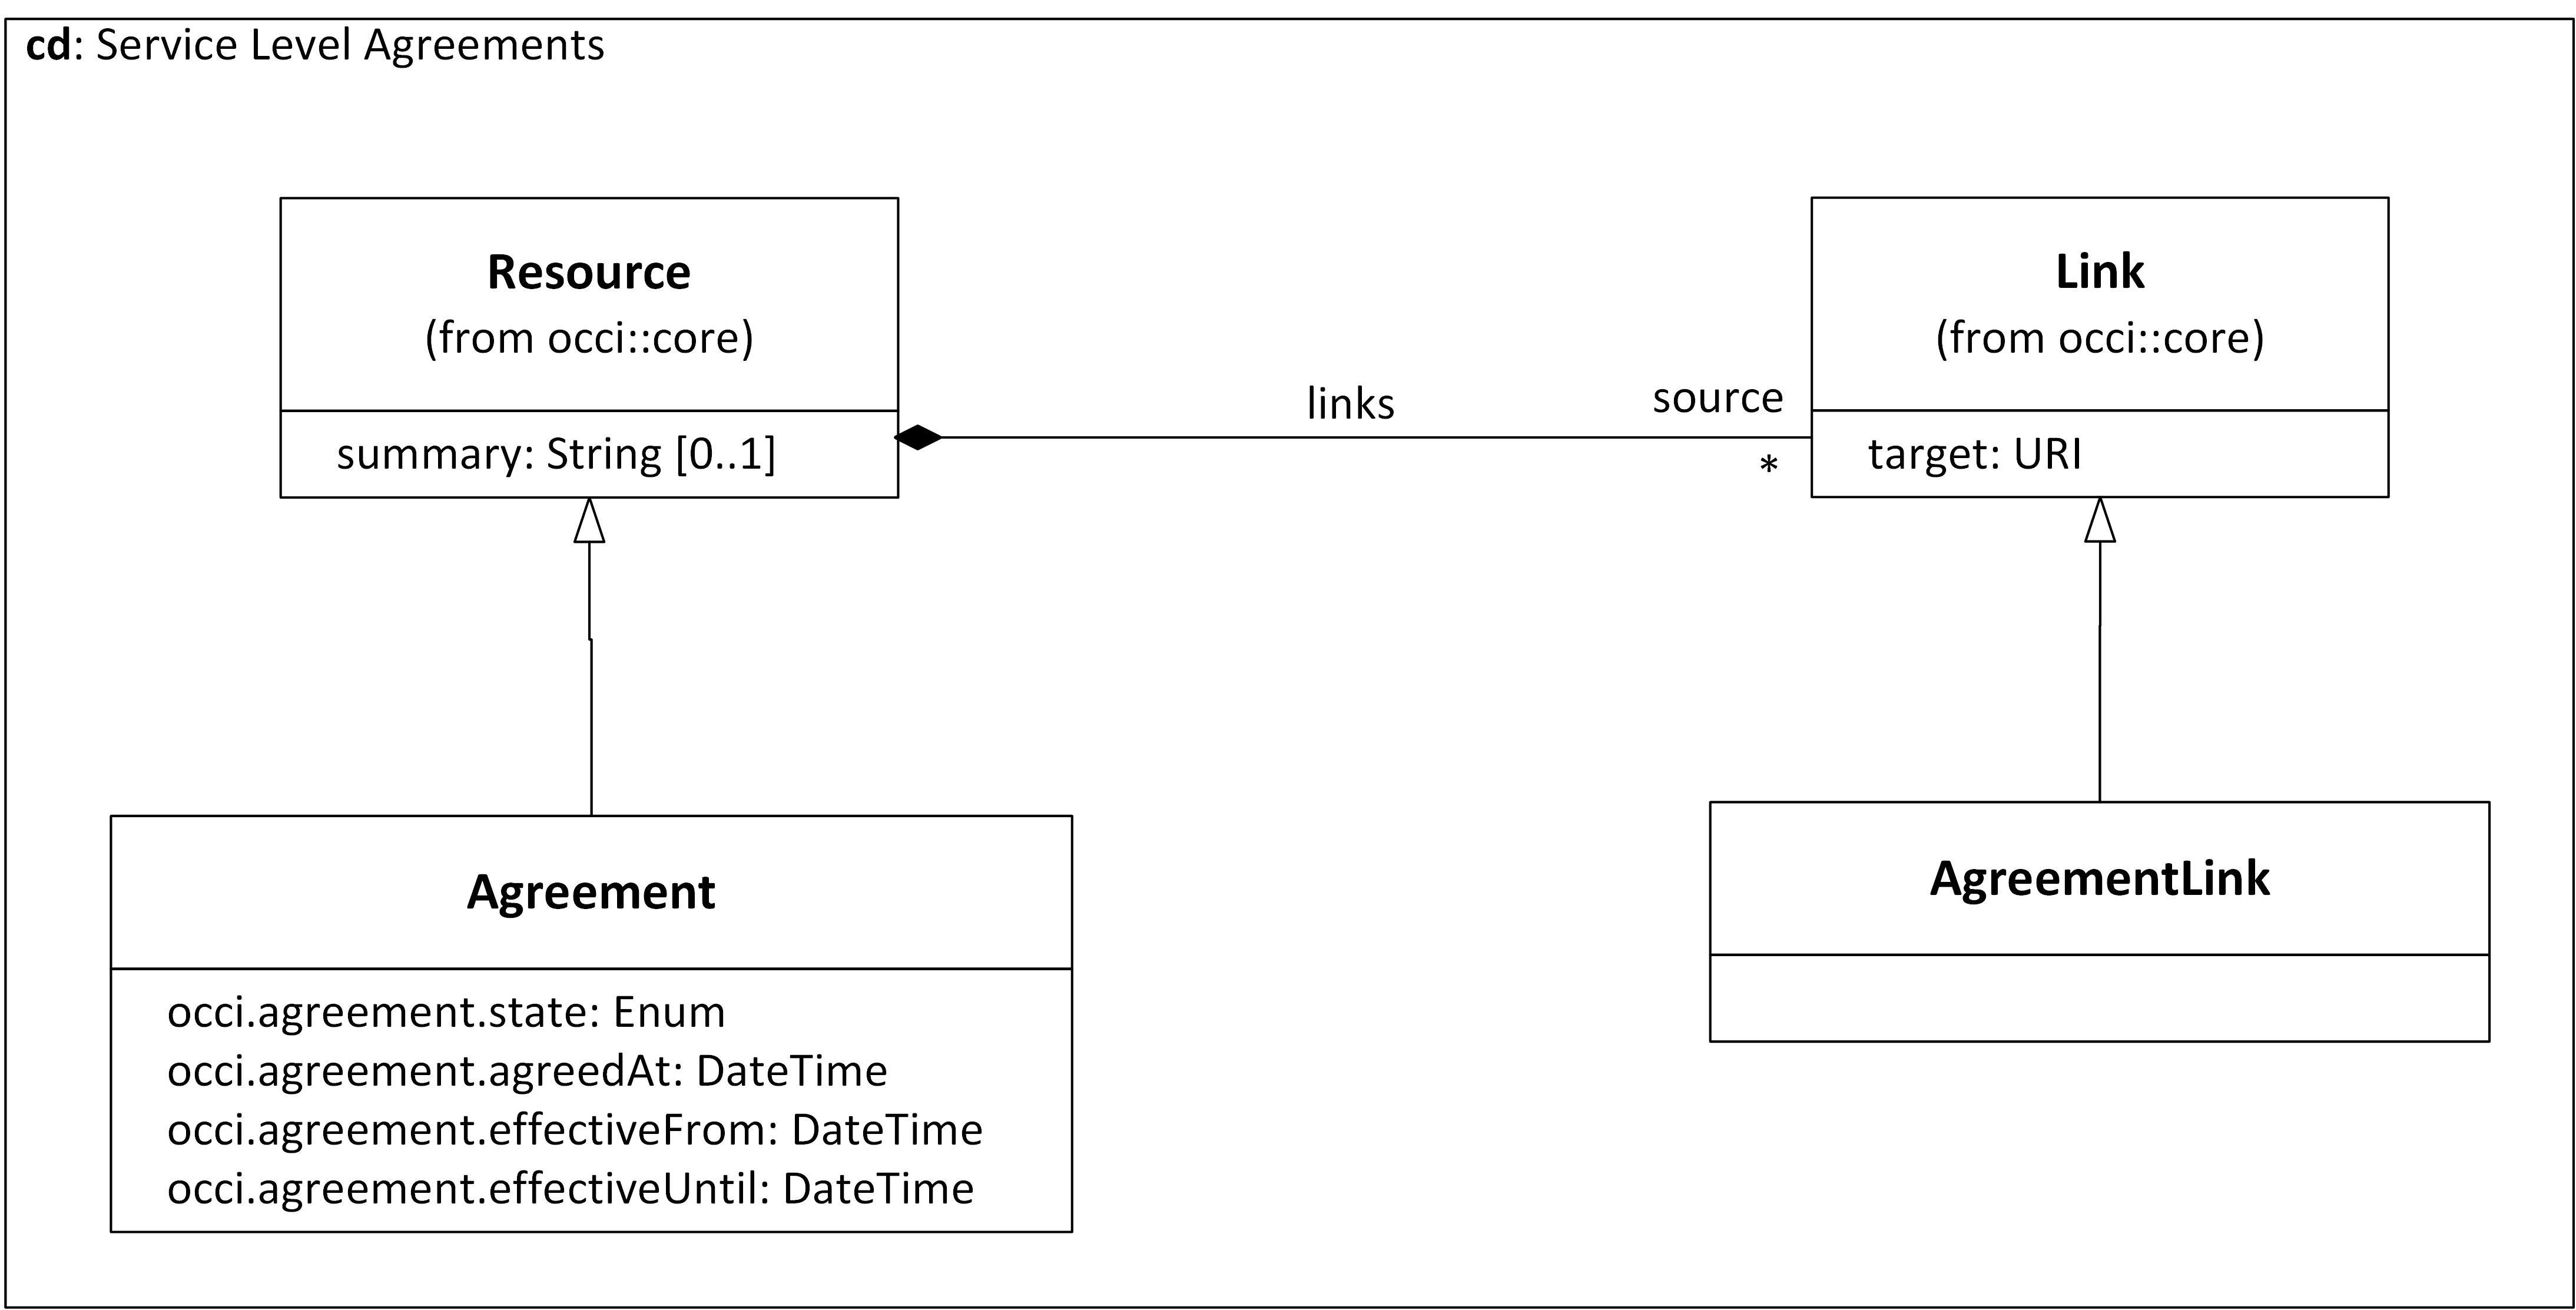 cd: Service Level Agreements
Resource
(from occi::core)
summary: String [0..1]
links
source
*
Link
(from occi::core)
target: URI
Agreement
occi.agreement.state: Enum
occi.agreement.agreedAt: DateTime
occi.agreement.effectiveFrom: DateTime
occi.agreement.effectiveUntil: DateTime
AgreementLink